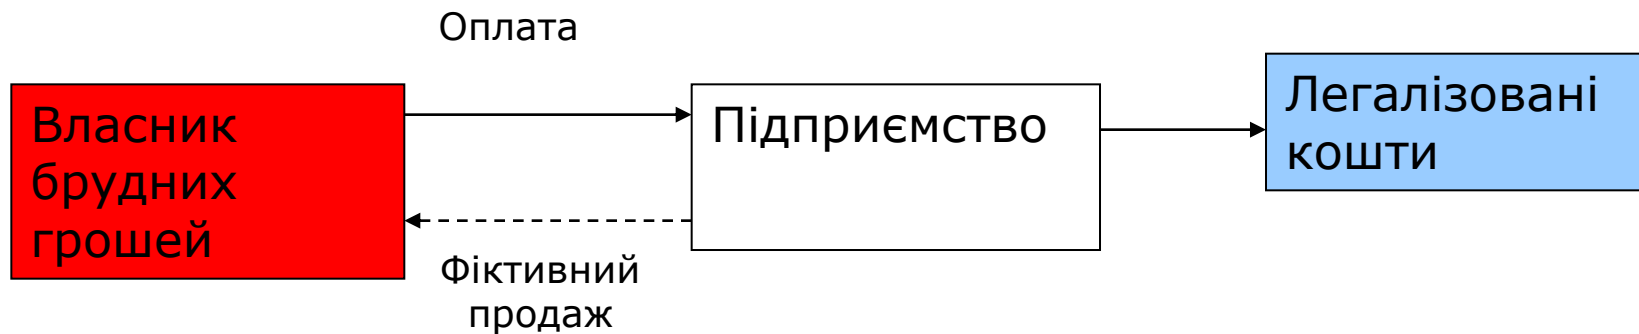 Оплата
Власник
брудних
грошей
Підприємство
Легалізовані
кошти
Фіктивний
продаж